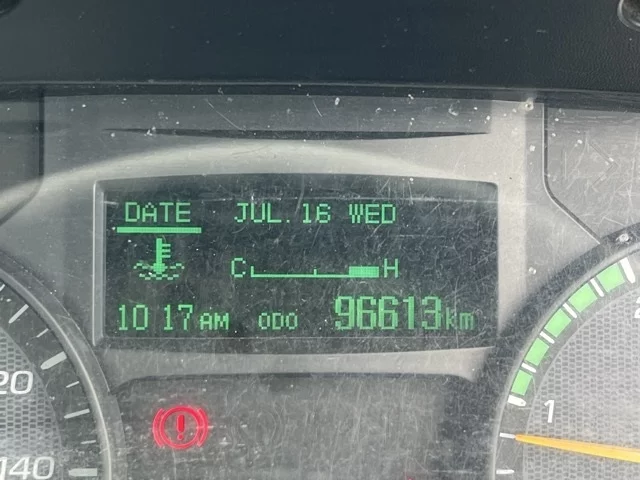 DATE JUL.16 WED
C H
10 17 AM ODO 96613 km
20
140
1